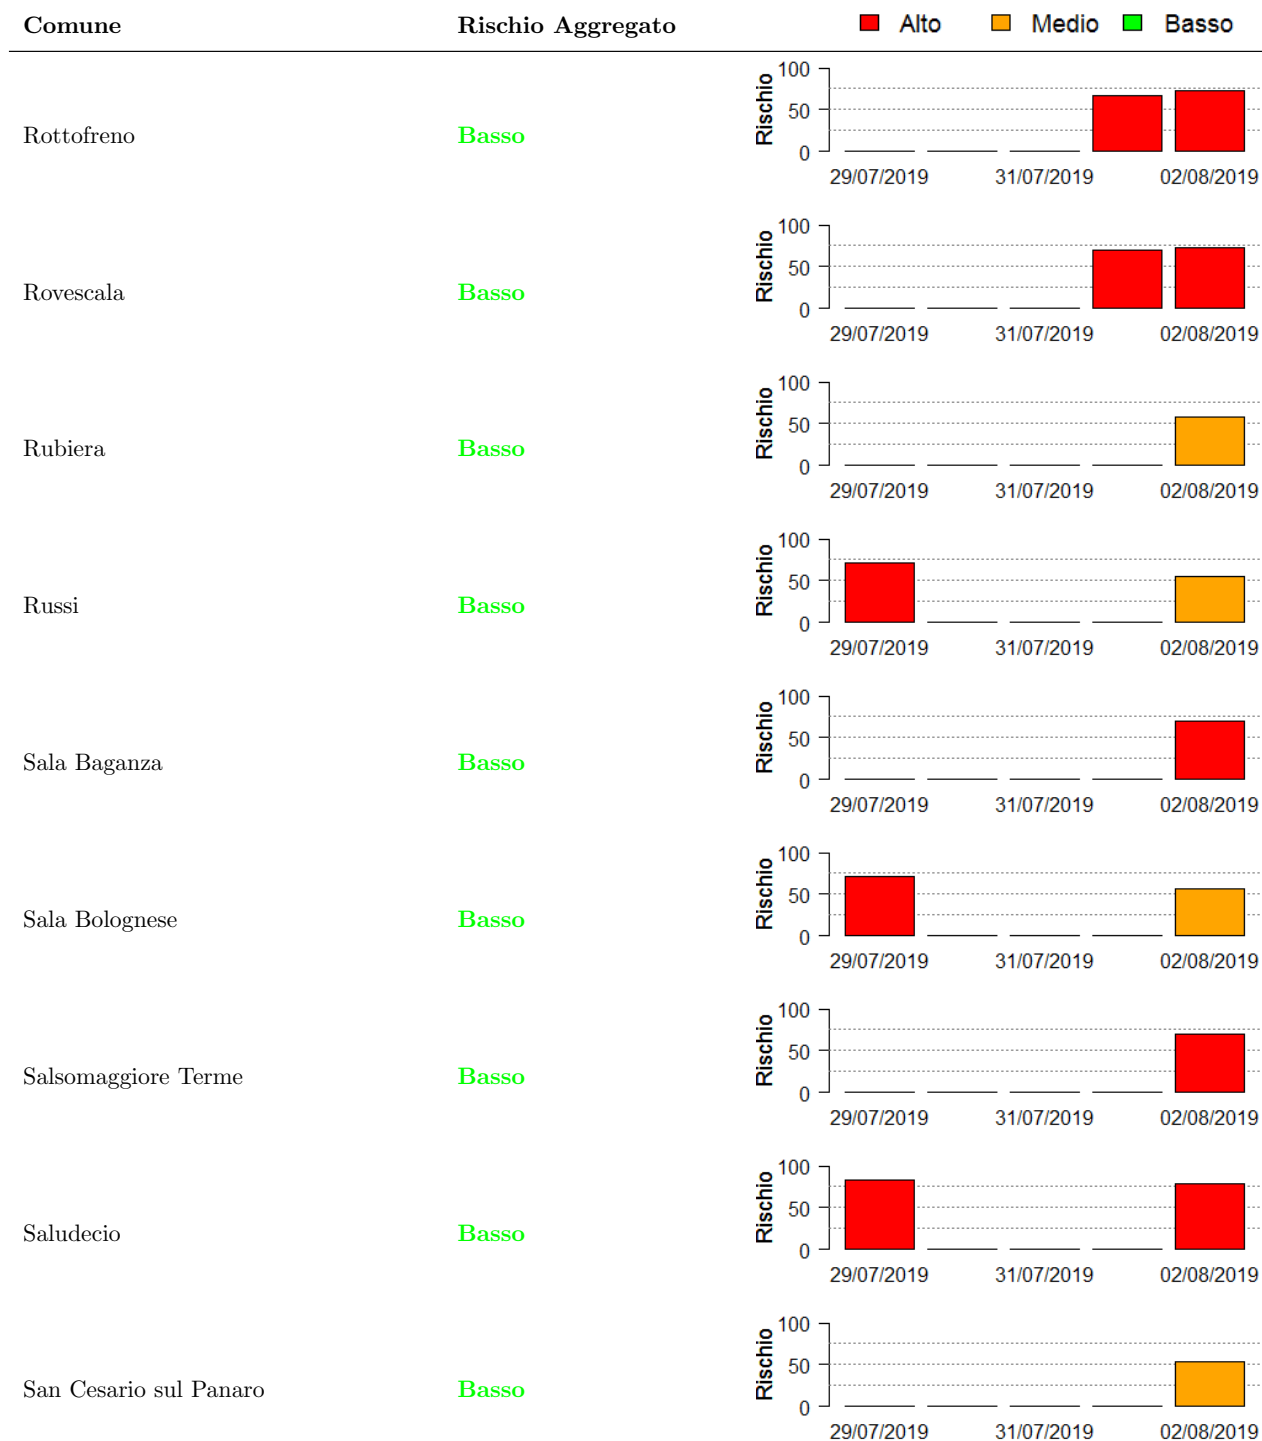 Comune Rischio Aggregato Alto Medio Basso
100
50
0
Rischio
Rottofreno Basso
29/07/2019 31/07/2019 02/08/2019
100
50
0
Rischio
Rovescala Basso
29/07/2019 31/07/2019 02/08/2019
100
50
0
Rischio
Rubiera Basso
29/07/2019 31/07/2019 02/08/2019
100
50
0
Rischio
Russi Basso
29/07/2019 31/07/2019 02/08/2019
100
50
0
Rischio
Sala Baganza Basso
29/07/2019 31/07/2019 02/08/2019
100
50
0
Rischio
Sala Bolognese Basso
29/07/2019 31/07/2019 02/08/2019
100
50
0
Rischio
Salsomaggiore Terme Basso
29/07/2019 31/07/2019 02/08/2019
100
50
0
Rischio
Saludecio Basso
29/07/2019 31/07/2019 02/08/2019
100
50
0
Rischio
San Cesario sul Panaro Basso
29/07/2019 31/07/2019 02/08/2019